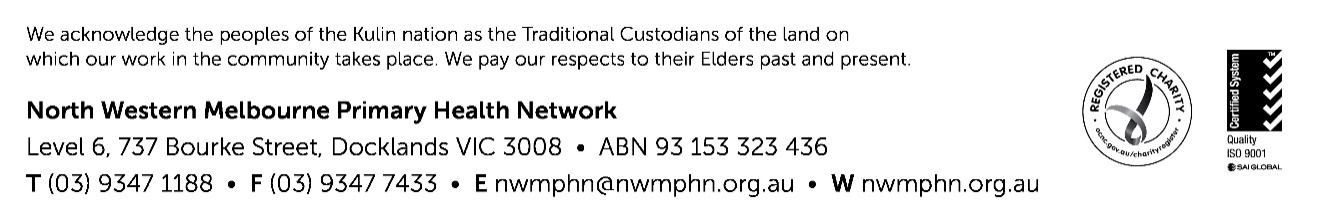 We acknowledge the peoples of the Kulin nation as the Traditional Custodians of the land on
which our work in the community takes place. We pay our respects to their Elders past and present.
North Western Melbourne Primary Health Network
Level 6, 737 Bourke Street, Docklands VIC 3008 • ABN 93 153 323 436
T (03) 9347 1188 • F (03) 9347 7433 • E nwmphn@nwmphn.org.au • W nwmphn.org.au
REGISTERED CHARITY
acnc.gov.au/charityregister
Certified System
TM
Quality
ISO 9001
SAI GLOBAL